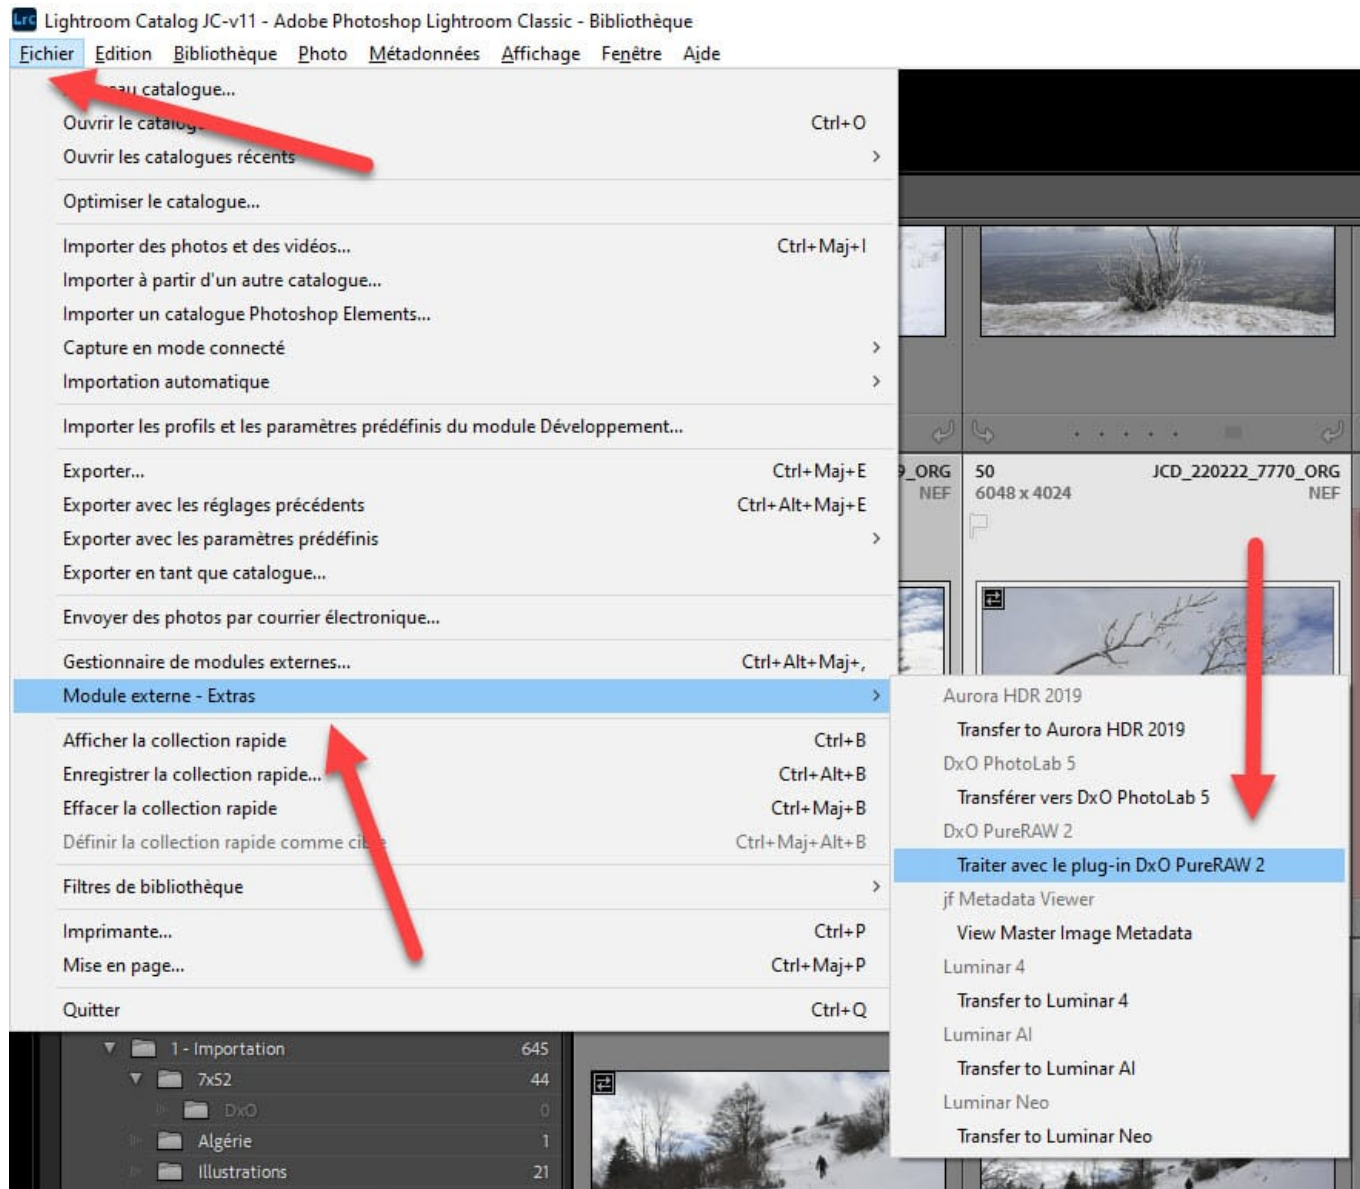 Lrc Lightroom Catalog JC-v11 - Adobe Photoshop Lightroom Classic - Bibliothèque
Fichier Edition Bibliothèque Photo Métadonnées Affichage Fenêtre Aide
catalogue...
Ouvrir le catalogue Ctrl+O
Ouvrir les catalogues récents
Optimiser le catalogue...
Importer des photos et des vidéos... Ctrl+Maj+I
Importer à partir d'un autre catalogue...
Importer un catalogue Photoshop Elements...
Capture en mode connecté
Importation automatique
Importer les profils et les paramètres prédéfinis du module Développement...
Exporter... Ctrl+Maj+E
Exporter avec les réglages précédents Ctrl+Alt+Maj+E
Exporter avec les paramètres prédéfinis
Exporter en tant que catalogue...
Envoyer des photos par courrier électronique...
Gestionnaire de modules externes... Ctrl+Alt+Maj+,
Module externe - Extras
Afficher la collection rapide Ctrl+B
Enregistrer la collection rapide... Ctrl+Alt+B
Effacer la collection rapide Ctrl+Maj+B
Définir la collection rapide comme cible Ctrl+Maj+Alt+B
Filtres de bibliothèque
Imprimante... Ctrl+P
Mise en page... Ctrl+Maj+P
Quitter Ctrl+Q
9_ORG
NEF
50 JCD_220222_7770_ORG
6048 x 4024 NEF
Aurora HDR 2019
Transfer to Aurora HDR 2019
DxO PhotoLab 5
Transférer vers DxO PhotoLab 5
DxO PureRAW 2
Traiter avec le plug-in DxO PureRAW 2
jf Metadata Viewer
View Master Image Metadata
Luminar 4
Transfer to Luminar 4
Luminar AI
Transfer to Luminar AI
Luminar Neo
Transfer to Luminar Neo
1 - Importation 645
7x52 44
DxO 0
Algérie 1
Illustrations 21